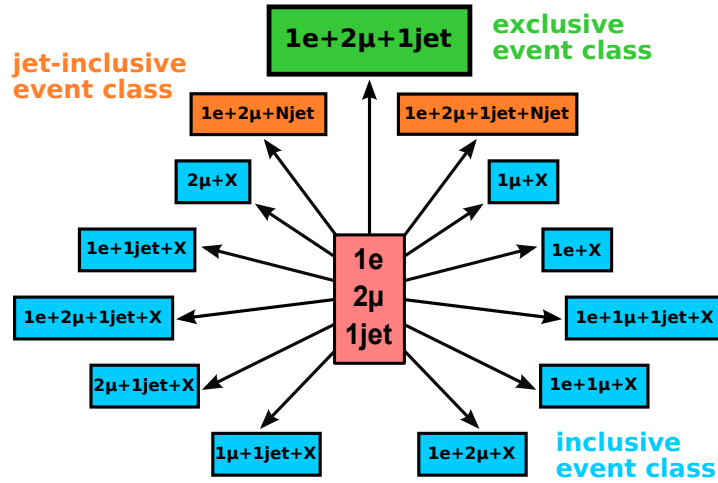 1e+2μ+1jet
exclusive
event class
jet-inclusive
event class
1e+2μ+Njet
1e+2μ+1jet+Njet
2μ+X
1μ+X
1e+1jet+X
1e+X
1e
2μ
1jet
1e+2μ+1jet+X
1e+1μ+1jet+X
2μ+1jet+X
1e+1μ+X
1μ+1jet+X
1e+2μ+X
inclusive
event class